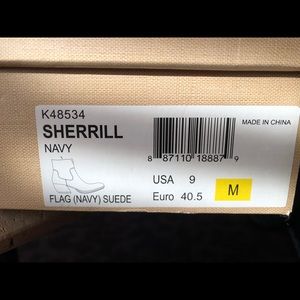 K48534
SHERRILL
NAVY
MADE IN CHINA
8 87110 18887 9
USA 9
Euro 40.5
M
FLAG (NAVY) SUEDE